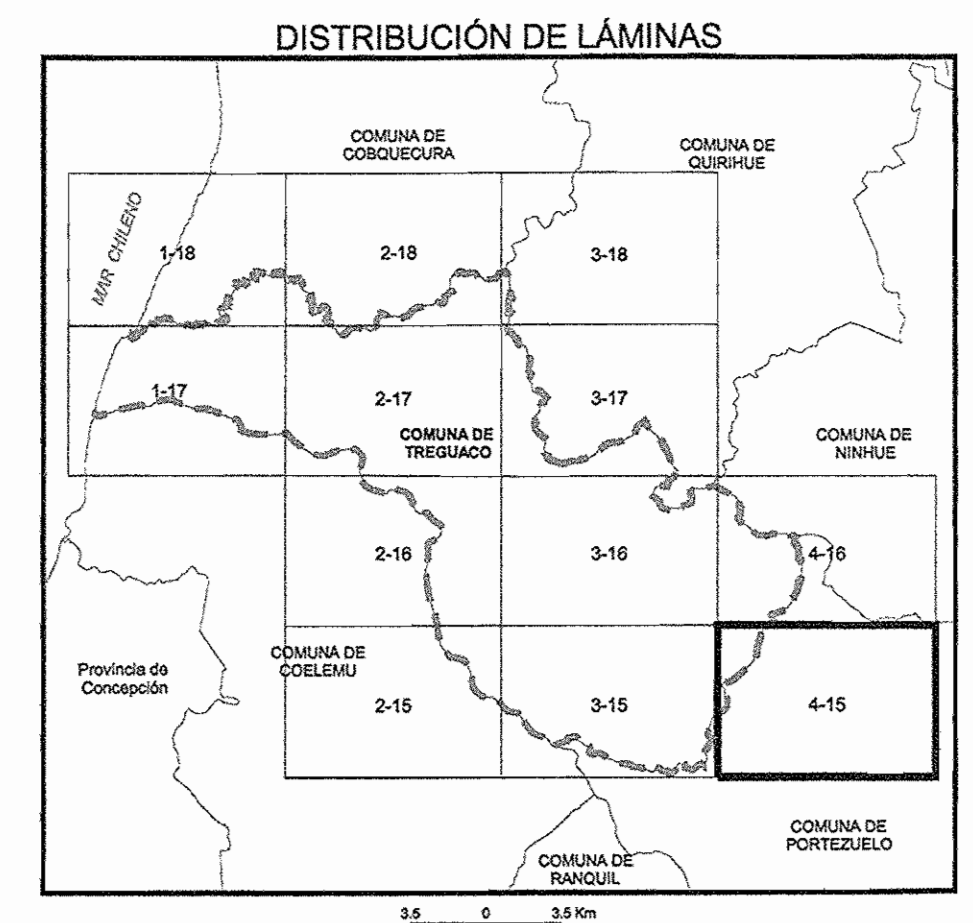 DISTRIBUCIÓN DE LÁMINAS
COMUNA DE
COBQUECURA
COMUNA DE
QUIRIHUE
MAR CHILENO
1-18
2-18
3-18
1-17
2-17
3-17
COMUNA DE
TREGUACO
COMUNA DE
NINHUE
2-16
3-16
4-16
COMUNA DE
COELEMU
Provincia de
Concepción
2-15
3-15
4-15
COMUNA DE
PORTEZUELO
COMUNA DE
RANQUIL
3.5 0 3.5 Km